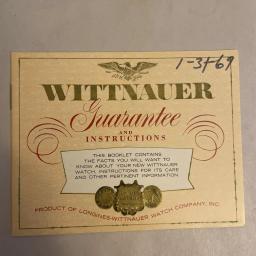 1-31-69
WITTNAUER
Guarantee
AND
INSTRUCTIONS
THIS BOOKLET CONTAINS
THE FACTS YOU WILL WANT TO
KNOW ABOUT YOUR NEW WITTNAUER
WATCH, INSTRUCTIONS FOR ITS CARE
AND OTHER PERTINENT INFORMATION.
PRODUCT OF LONGINES-WITTNAUER WATCH COMPANY, INC.